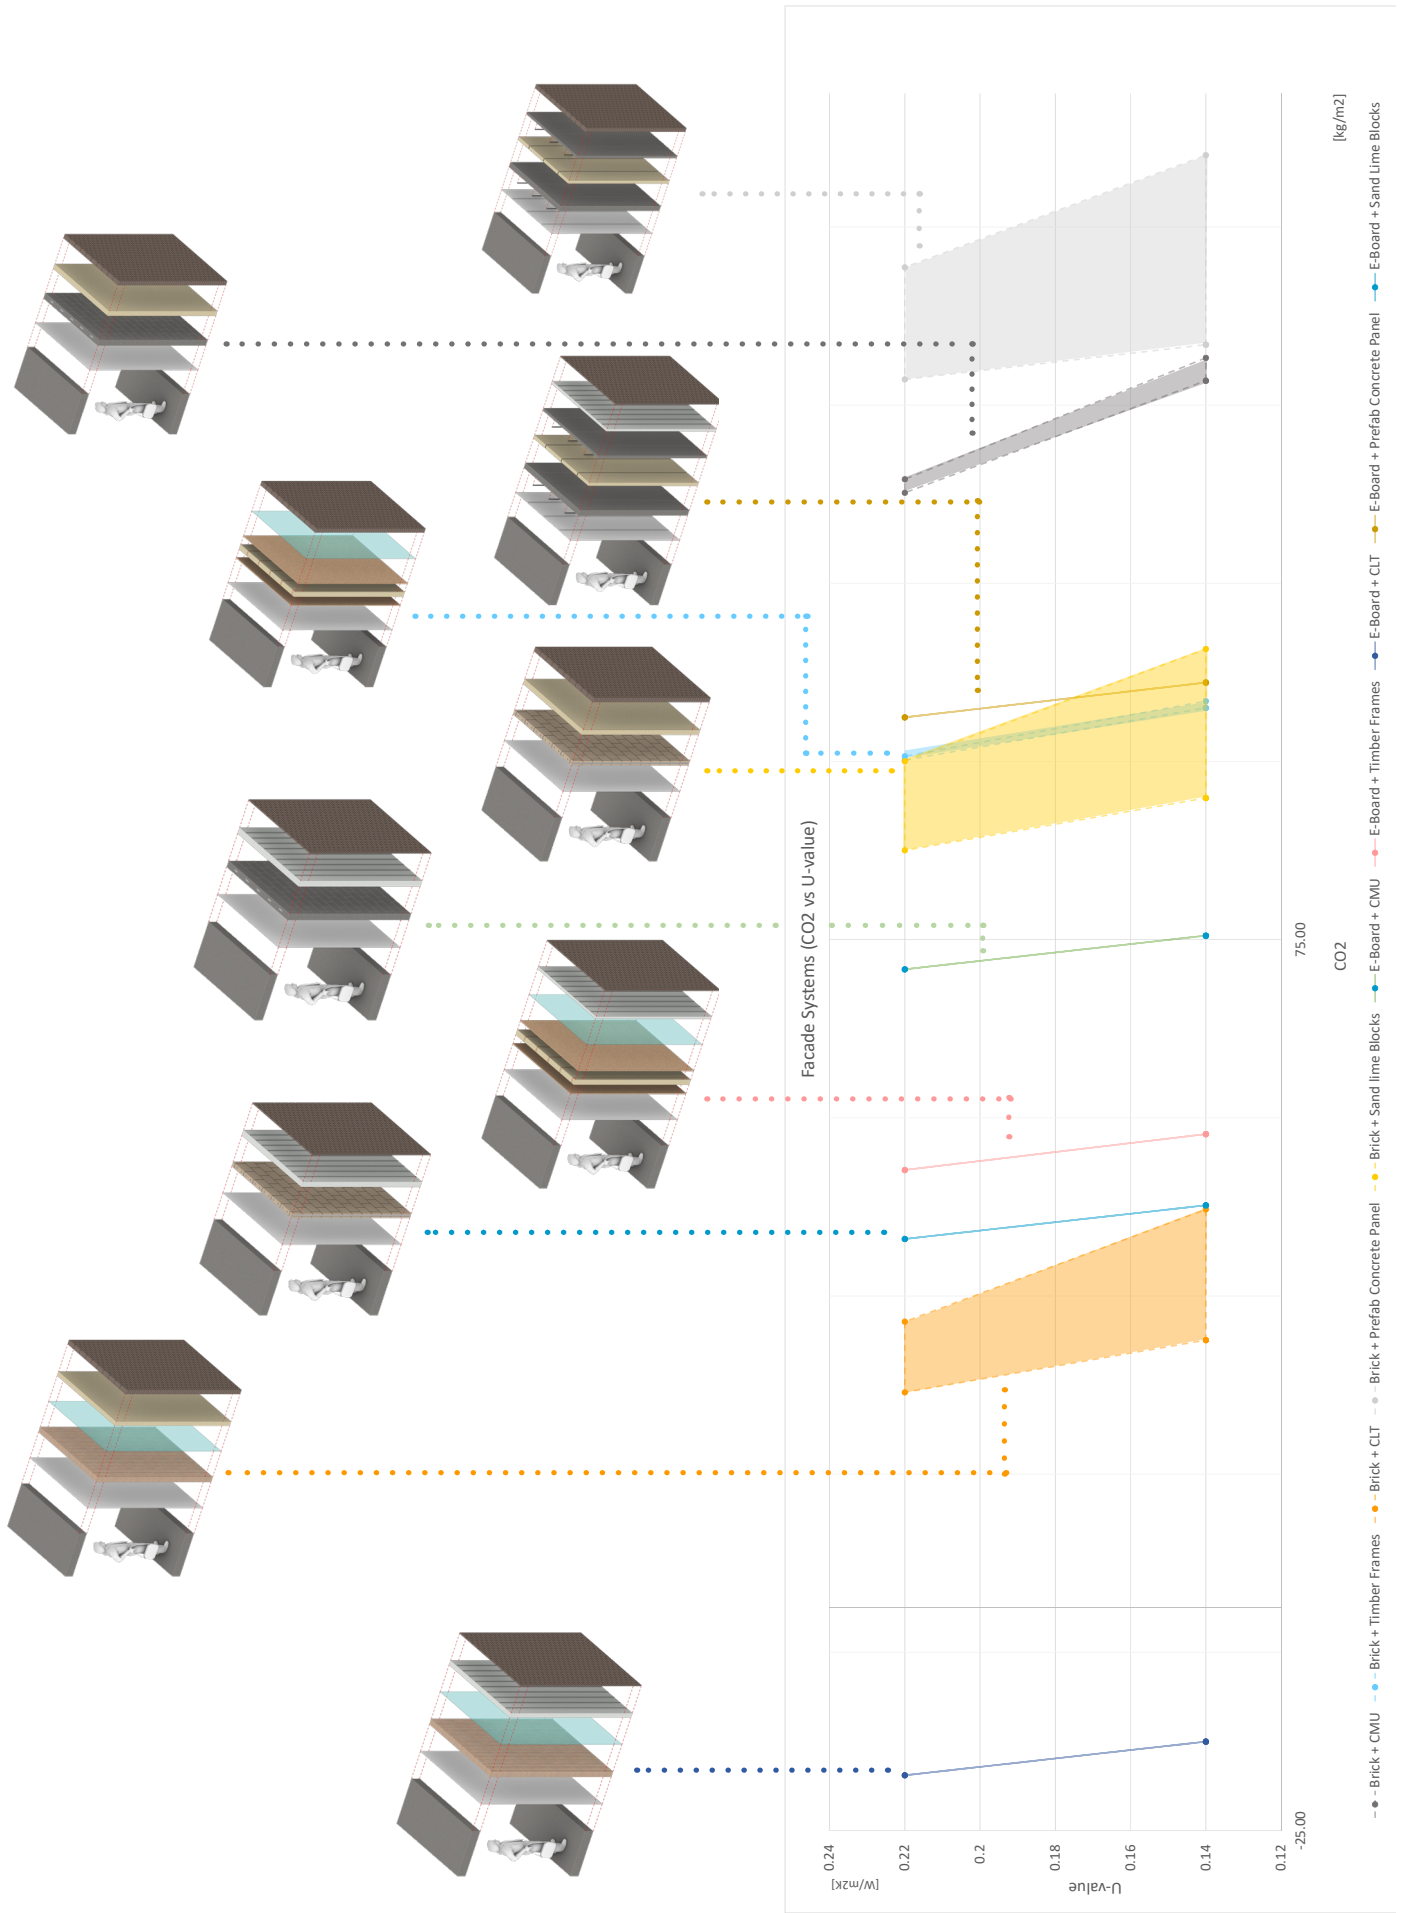 Facade Systems (CO2 vs U-value)
[W/m2K]
U-value
0.24
0.22
0.2
0.18
0.16
0.14
0.12
-25.00
75.00
CO2
[kg/m2]
Brick + CMU
Brick + Timber Frames
Brick + CLT
Brick + Prefab Concrete Panel
Brick + Sand lime Blocks
E-Board + CMU
E-Board + Timber Frames
E-Board + CLT
E-Board + Prefab Concrete Panel
E-Board + Sand Lime Blocks